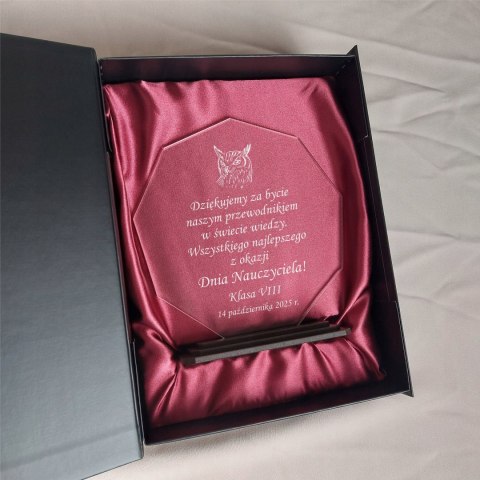 Dziękujemy za bycie
naszym przewodnikiem
w świecie wiedzy.
Wszystkiego najlepszego
z okazji
Dnia Nauczyciela!
Klasa VIII
14 października 2025 r.